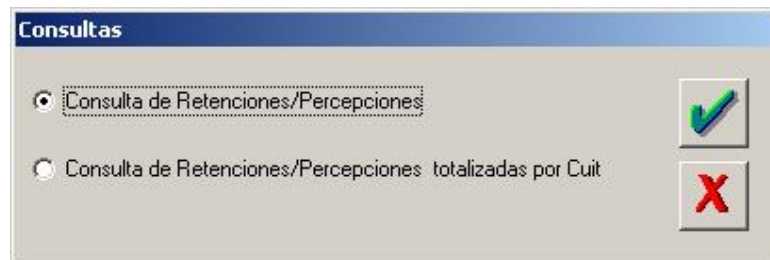 Consultas
Consulta de Retenciones/Percepciones
Consulta de Retenciones/Percepciones totalizadas por Cuit